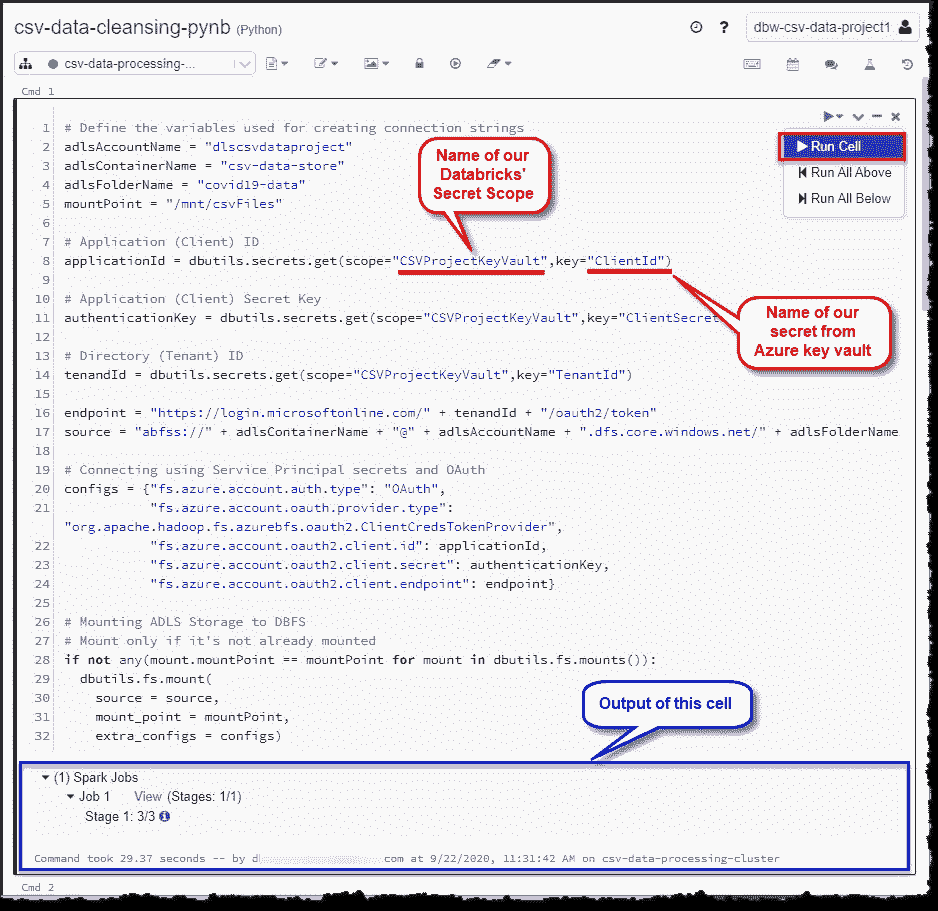 csv-data-cleansing-pynb (Python)
? dbw-csv-data-project1
csv-data-processing-...
Cmd 1
1 # Define the variables used for creating connection strings
2 adlsAccountName = "dlscsvdataproject"
3 adlsContainerName = "csv-data-store"
4 adlsFolderName = "covid19-data"
5 mountPoint = "/mnt/csvFiles"
6
7 # Application (Client) ID
8 applicationId = dbutils.secrets.get(scope="CSVProjectKeyVault",key="ClientId")
9
10 # Application (Client) Secret Key
11 authenticationKey = dbutils.secrets.get(scope="CSVProjectKeyVault",key="ClientSecret
12
13 # Directory (Tenant) ID
14 tenandId = dbutils.secrets.get(scope="CSVProjectKeyVault",key="TenantId")
15
16 endpoint = "https://login.microsoftonline.com/" + tenandId + "/oauth2/token"
17 source = "abfss://" + adlsContainerName + "@" + adlsAccountName + ".dfs.core.windows.net/" + adlsFolderName
18
19 # Connecting using Service Principal secrets and OAuth
20 configs = {"fs.azure.account.auth.type": "OAuth",
21 "fs.azure.account.oauth.provider.type":
"org.apache.hadoop.fs.azurebfs.oauth2.ClientCredsTokenProvider",
22 "fs.azure.account.oauth2.client.id": applicationId,
23 "fs.azure.account.oauth2.client.secret": authenticationKey,
24 "fs.azure.account.oauth2.client.endpoint": endpoint}
25
26 # Mounting ADLS Storage to DBFS
27 # Mount only if it's not already mounted
28 if not any(mount.mountPoint == mountPoint for mount in dbutils.fs.mounts()):
29 dbutils.fs.mount(
30 source = source,
31 mount_point = mountPoint,
32 extra_configs = configs)
Run Cell
Run All Above
Run All Below
Name of our
Databricks'
Secret Scope
Name of our
secret from
Azure key vault
Output of this cell
(1) Spark Jobs
Job 1 View (Stages: 1/1)
Stage 1: 3/3 i
Command took 29.37 seconds -- by d .com at 9/22/2020, 11:31:42 AM on csv-data-processing-cluster
Cmd 2